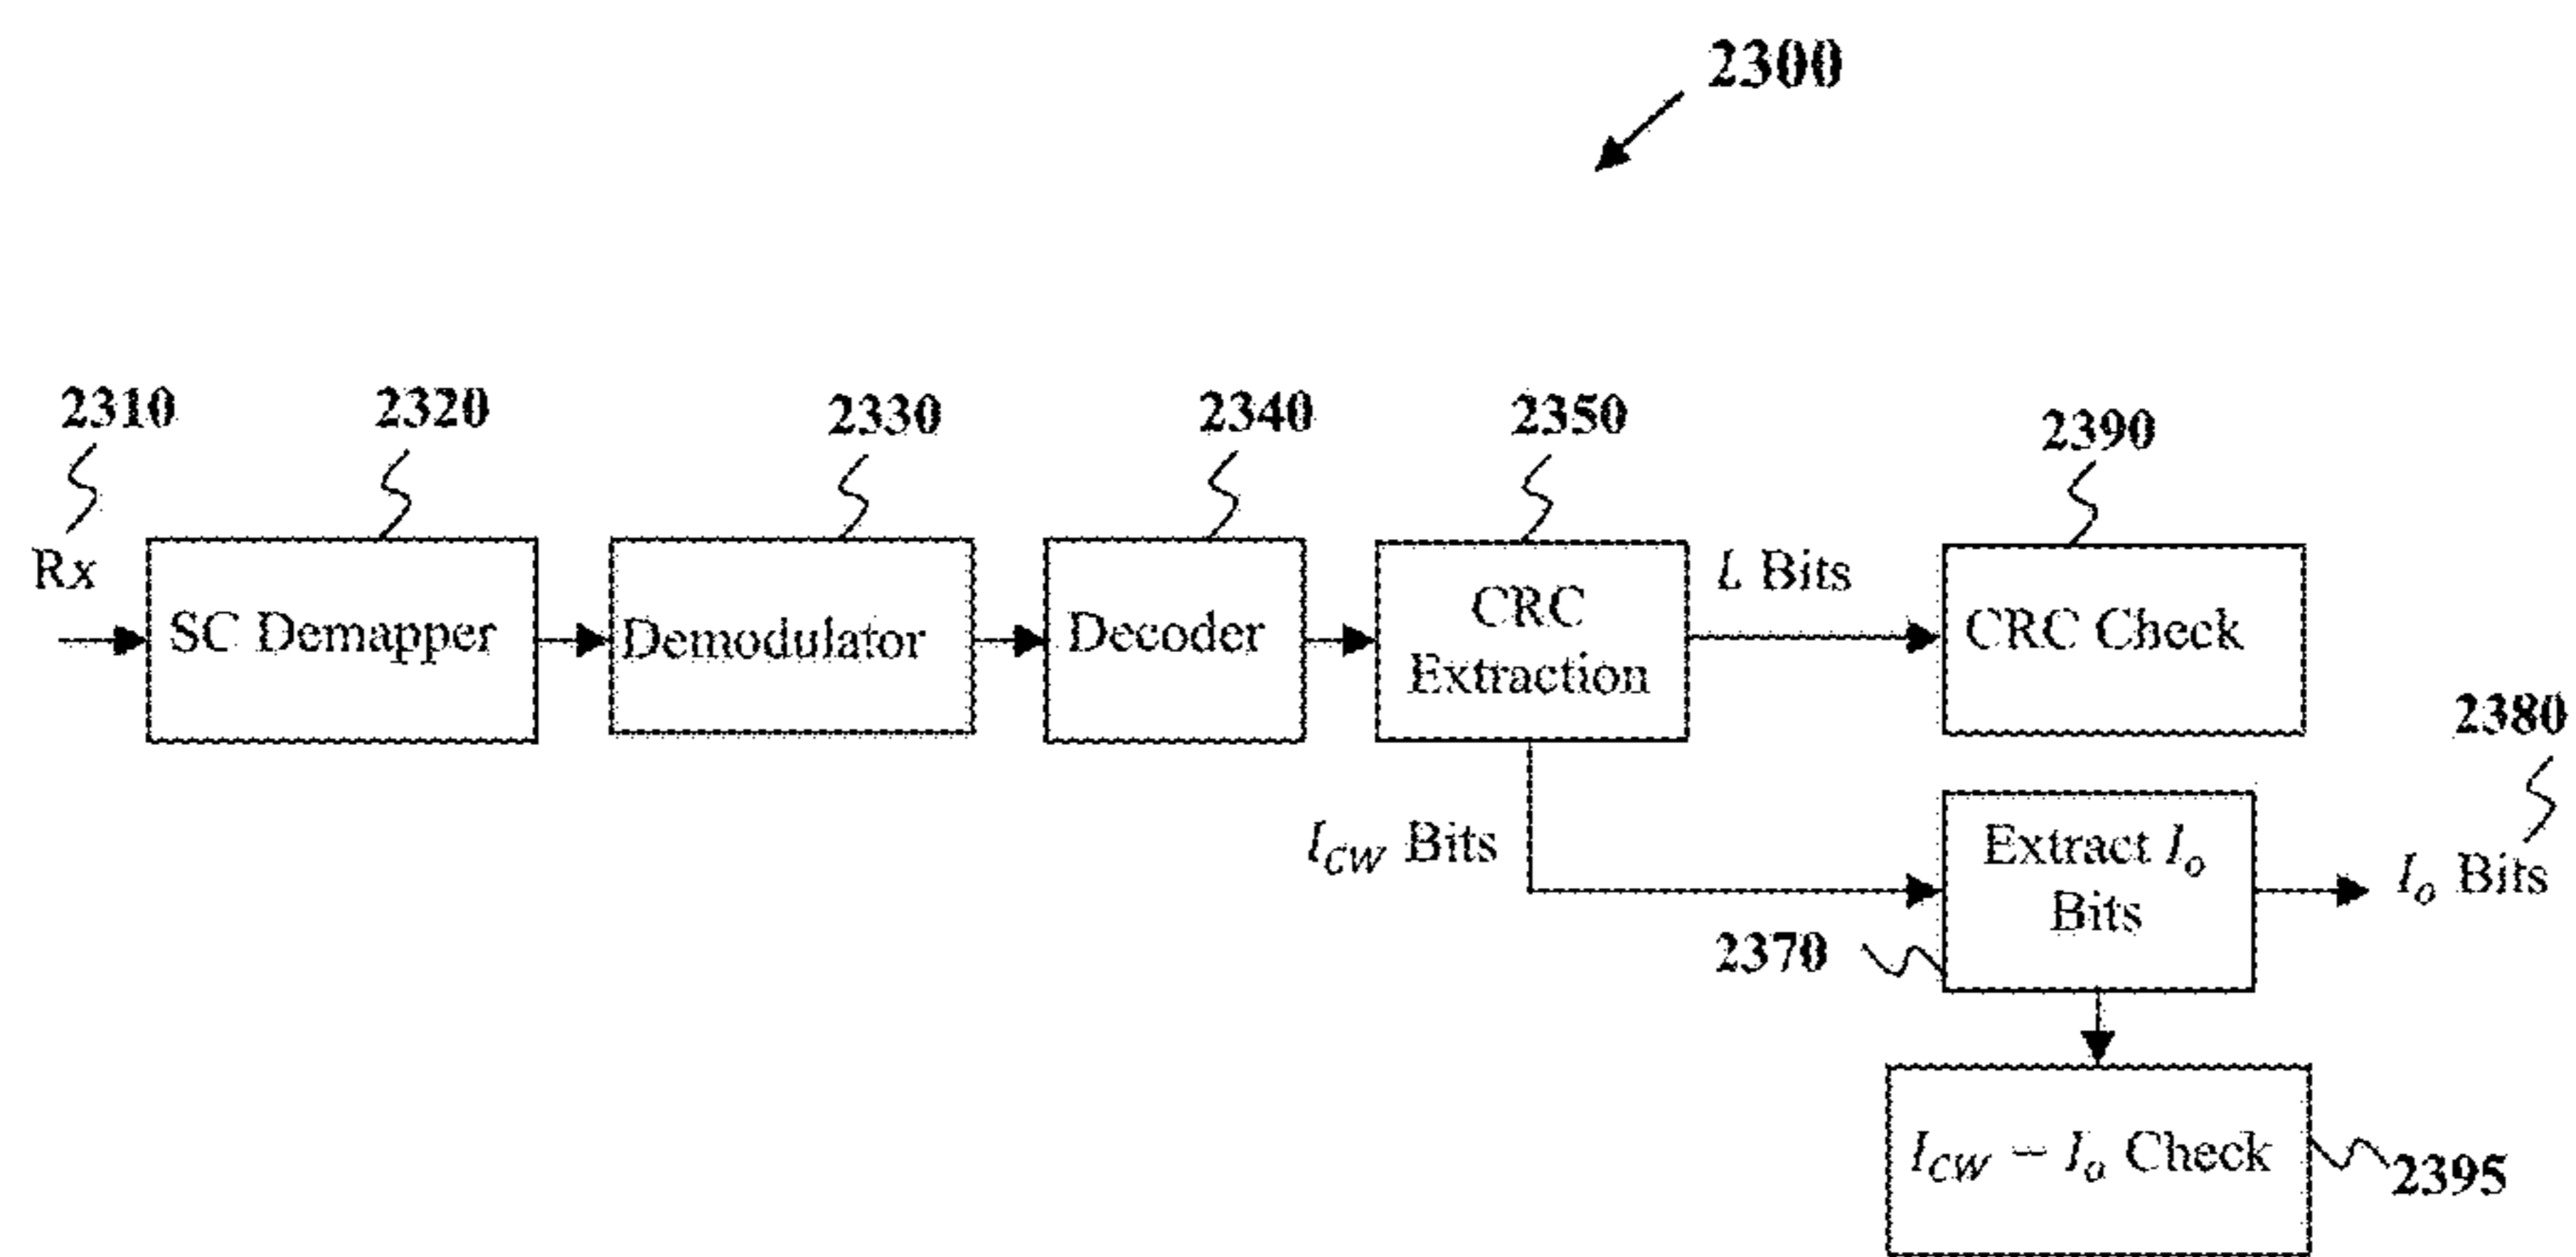 2300
2310
2320
2330
2340
2350
2390
Rx
SC Demapper
Demodulator
Decoder
CRC
Extraction
L Bits
CRC Check
2380
I_CW Bits
Extract I_o
Bits
I_o Bits
2370
I_CW − I_o Check
2395